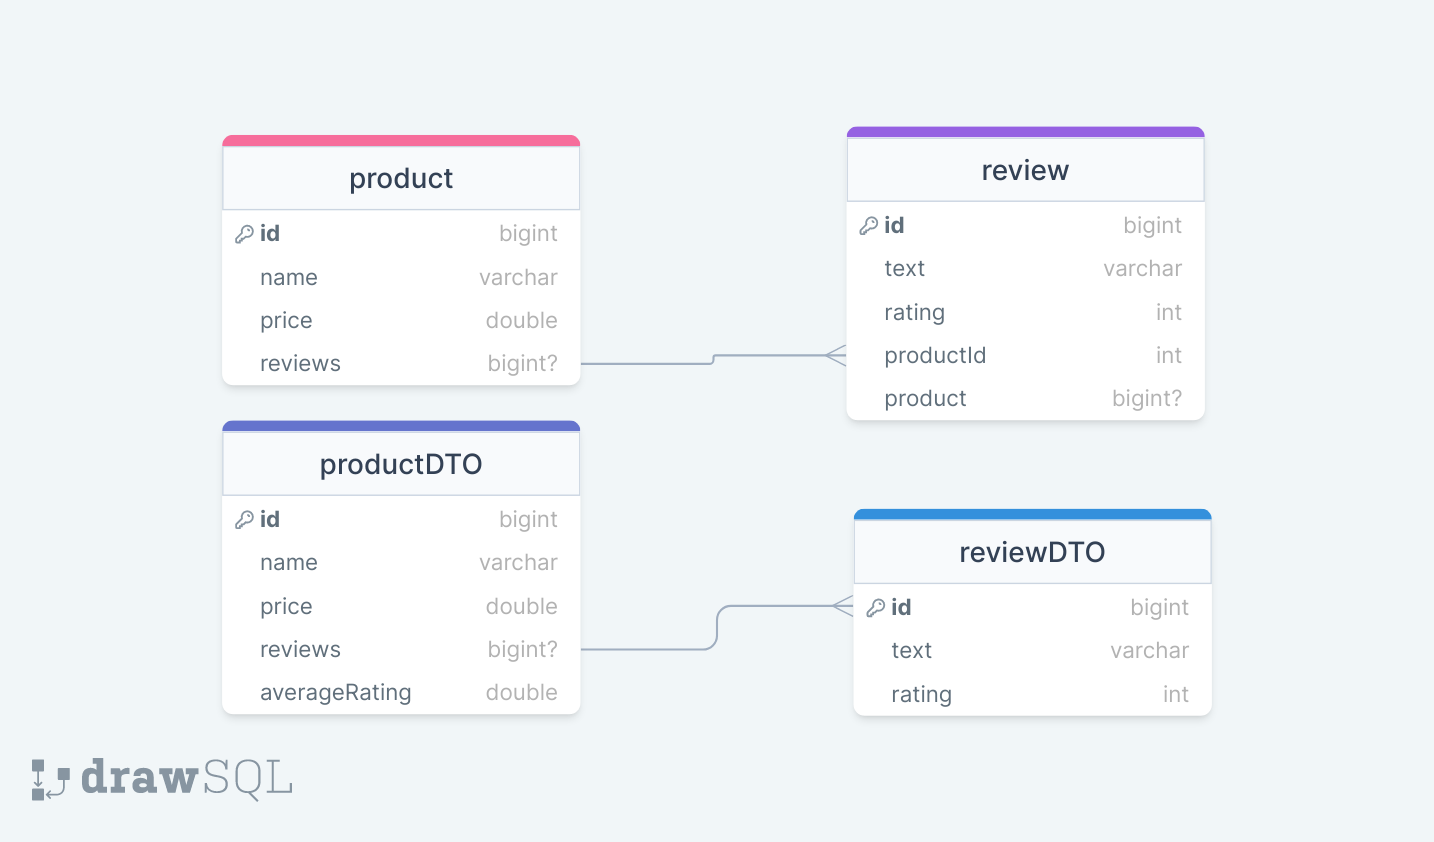 product
id bigint
name varchar
price double
reviews bigint?
review
id bigint
text varchar
rating int
productId int
product bigint?
productDTO
id bigint
name varchar
price double
reviews bigint?
averageRating double
reviewDTO
id bigint
text varchar
rating int
drawSQL